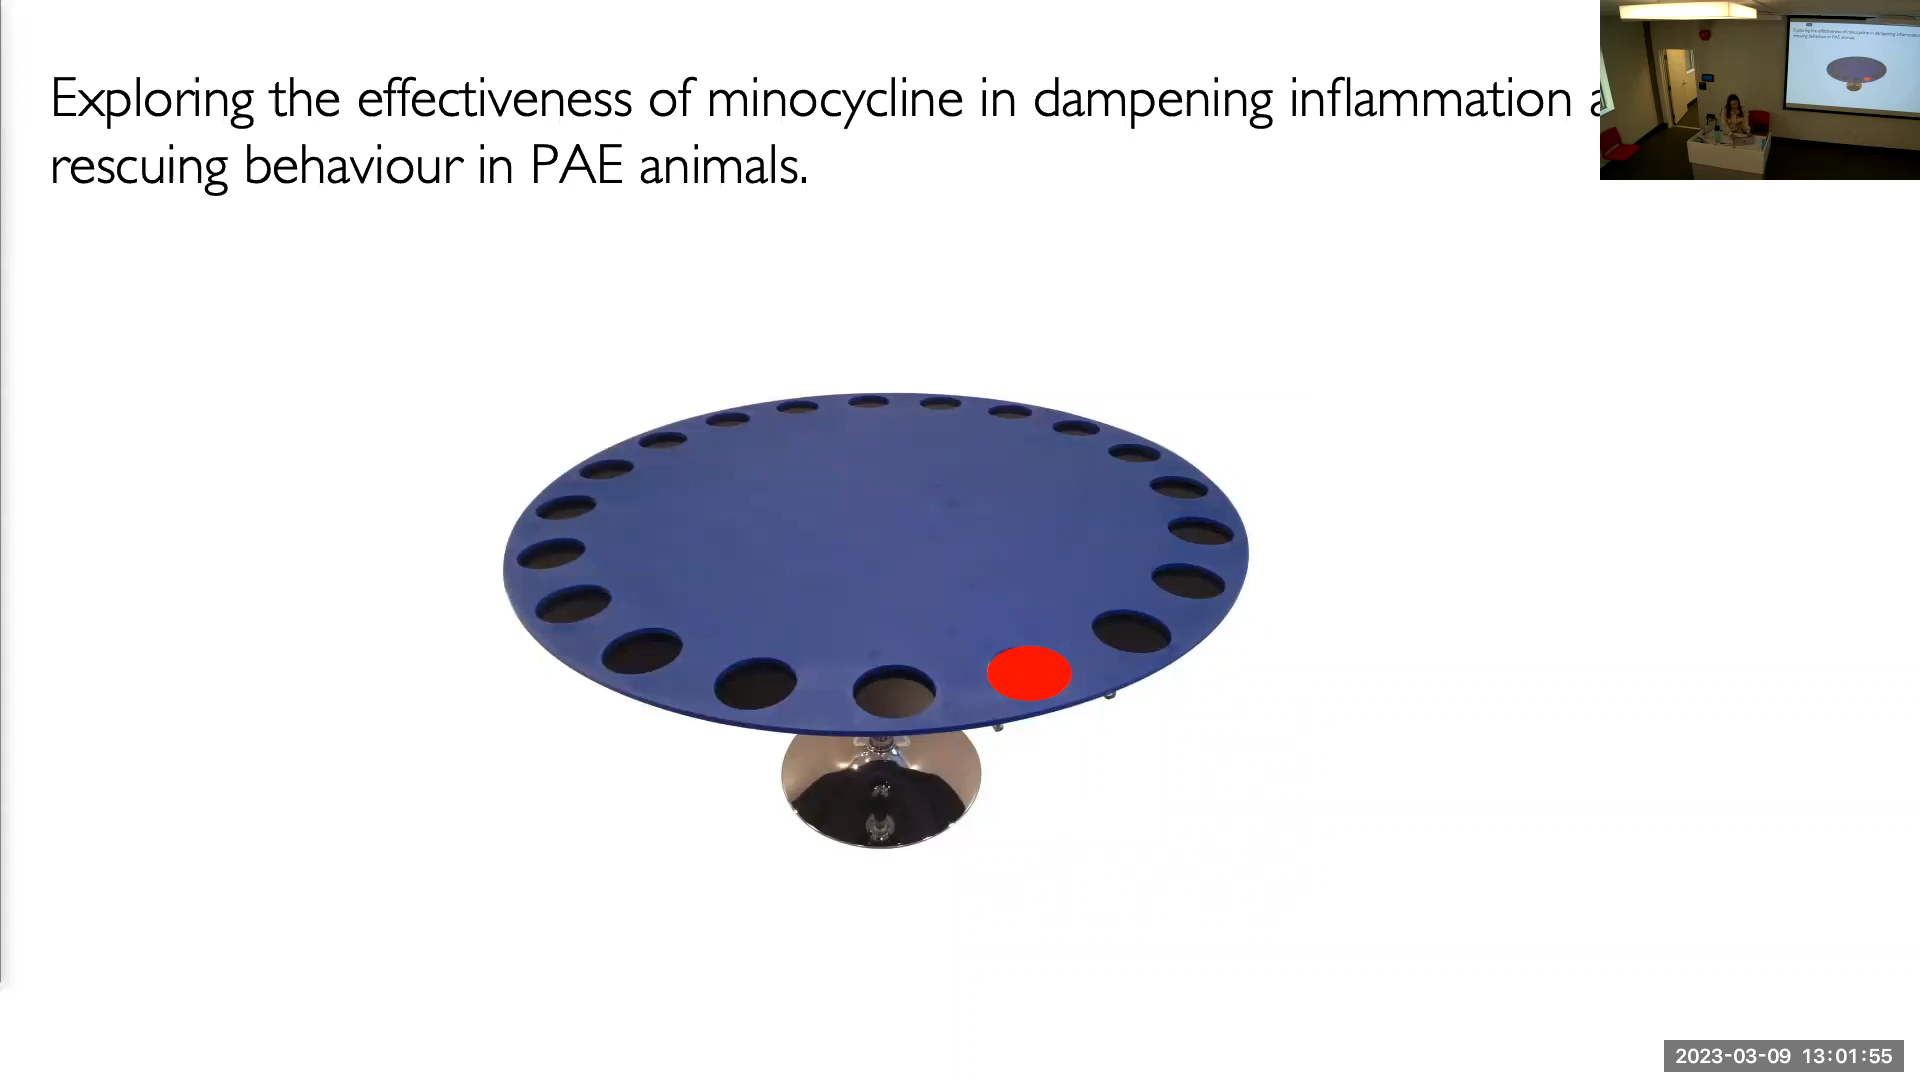 Exploring the effectiveness of minocycline in dampening inflammation
rescuing behaviour in PAE animals.
2023-03-09 13:01:55